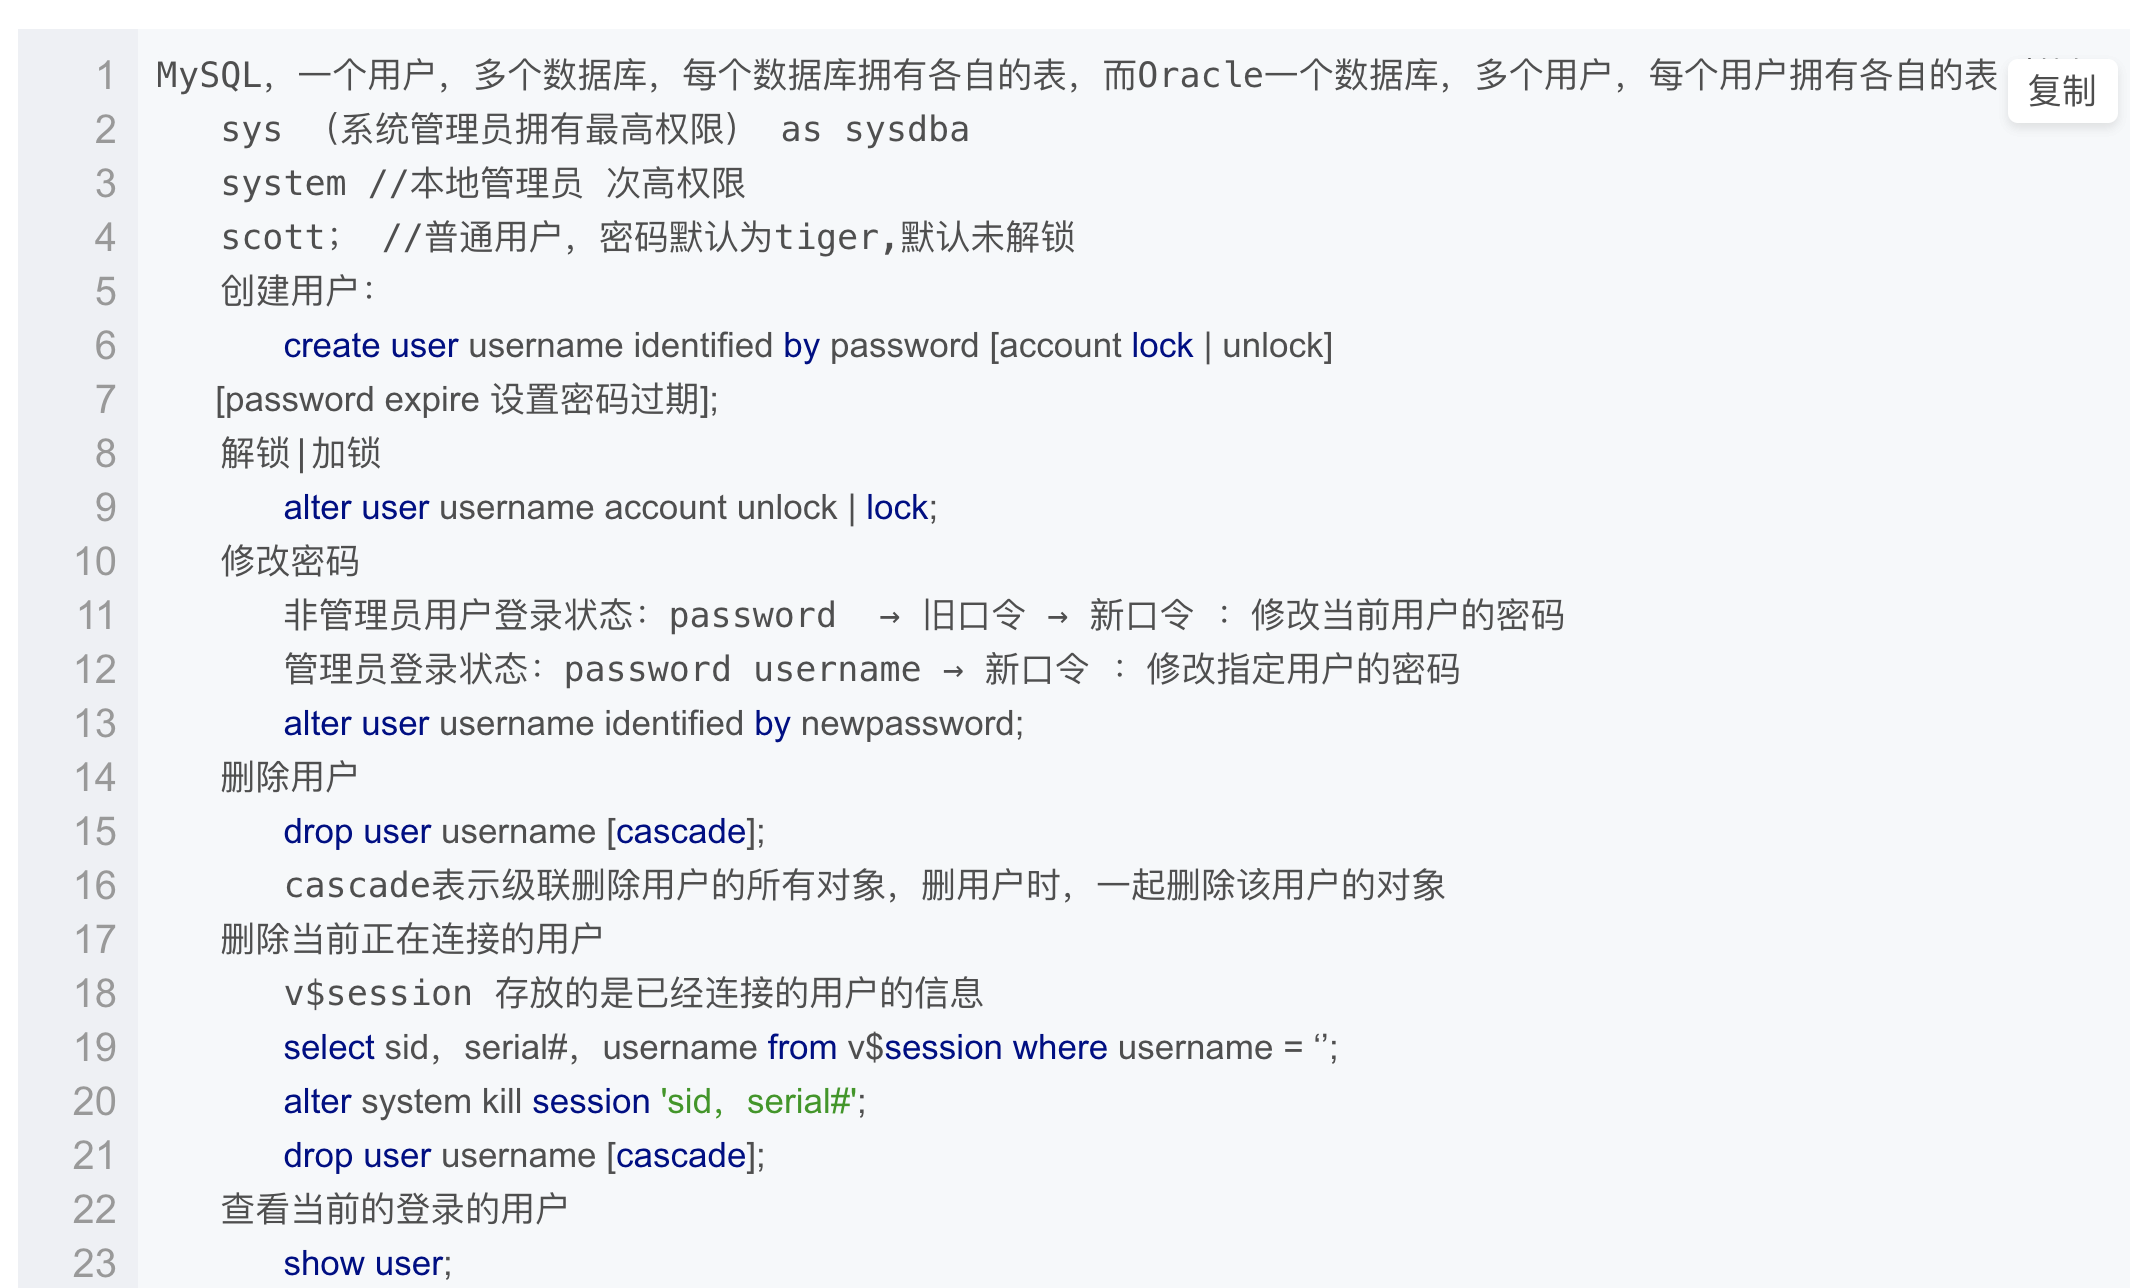 1 MySQL，一个用户，多个数据库，每个数据库拥有各自的表，而Oracle一个数据库，多个用户，每个用户拥有各自的表
复制
2 sys （系统管理员拥有最高权限） as sysdba
3 system //本地管理员 次高权限
4 scott； //普通用户，密码默认为tiger,默认未解锁
5 创建用户：
6 create user username identified by password [account lock | unlock]
7 [password expire 设置密码过期];
8 解锁|加锁
9 alter user username account unlock | lock;
10 修改密码
11 非管理员用户登录状态：password → 旧口令 → 新口令 ：修改当前用户的密码
12 管理员登录状态：password username → 新口令 ：修改指定用户的密码
13 alter user username identified by newpassword;
14 删除用户
15 drop user username [cascade];
16 cascade表示级联删除用户的所有对象，删用户时，一起删除该用户的对象
17 删除当前正在连接的用户
18 v$session 存放的是已经连接的用户的信息
19 select sid，serial#，username from v$session where username = ‘’;
20 alter system kill session 'sid，serial#';
21 drop user username [cascade];
22 查看当前的登录的用户
23 show user;